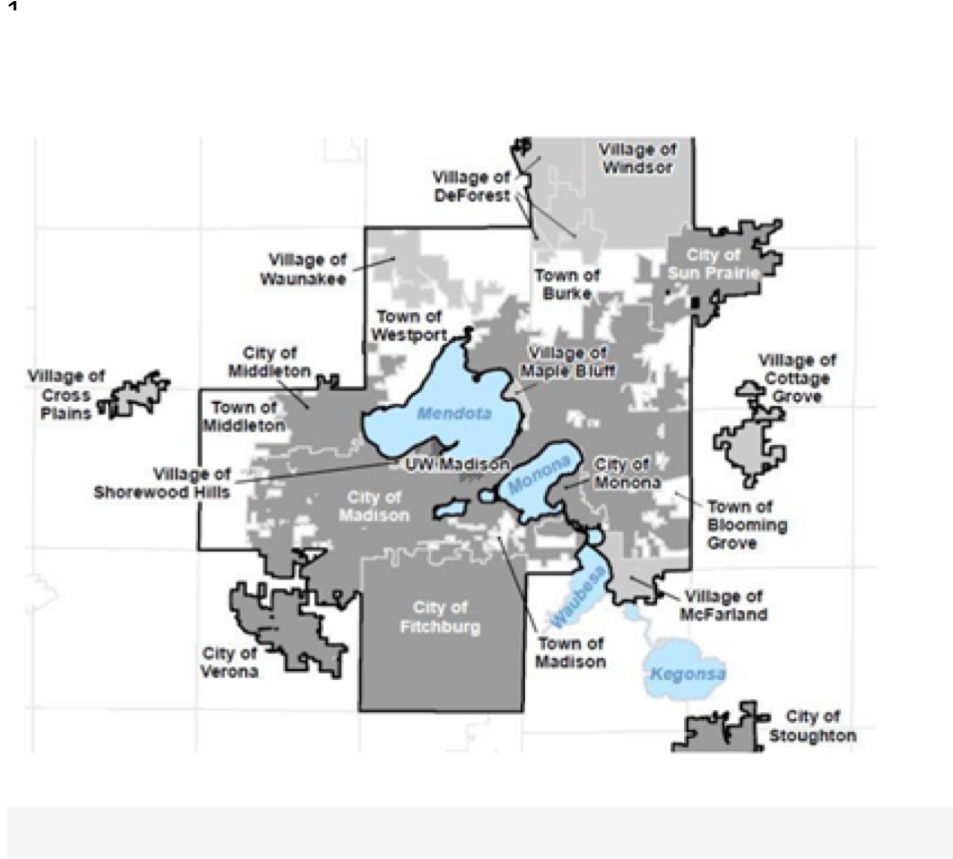 1
Village of
Windsor
Village of
DeForest
Village of
Waunakee
City of
Sun Prairie
Town of
Burke
Town of
Westport
City of
Middleton
Village of
Maple Bluff
Village of
Cross
Plains
Village of
Cottage
Grove
Town of
Middleton
Mendota
UW Madison
Village of
Shorewood Hills
Monona
City of
Monona
City of
Madison
Town of
Blooming
Grove
Waubesa
Village of
McFarland
City of
Fitchburg
Town of
Madison
City of
Verona
Kegonsa
City of
Stoughton